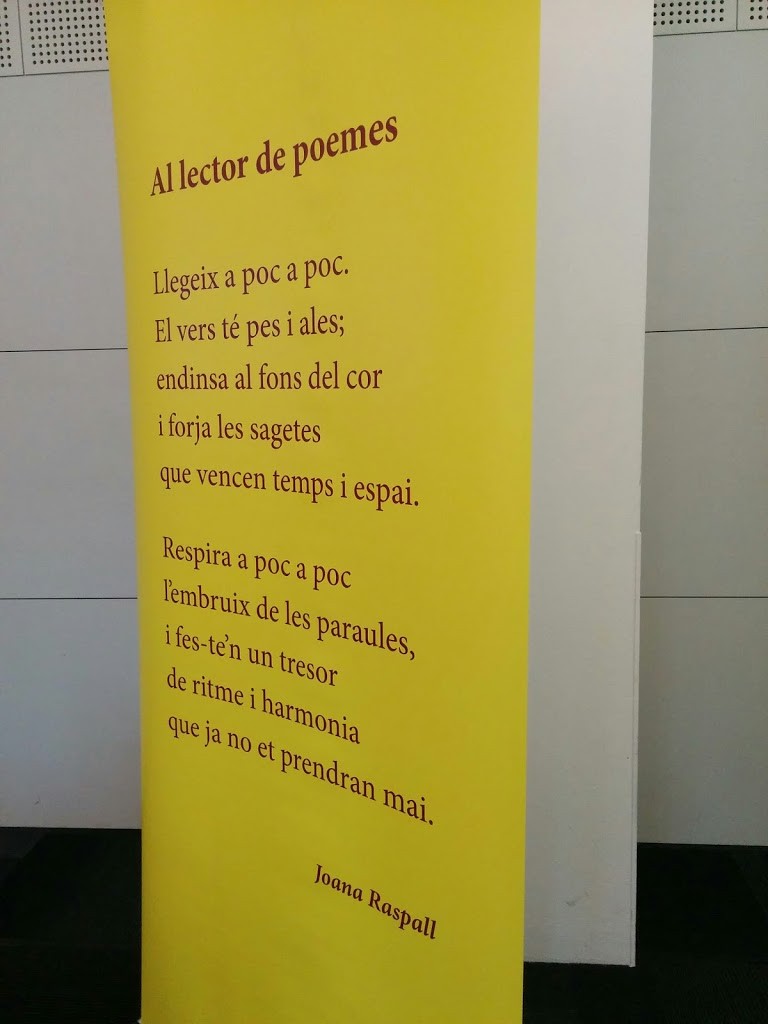 Al lector de poemes
Llegeix a poc a poc.
El vers té pes i ales;
endinsa al fons del cor
i forja les sagetes
que vencen temps i espai.
Respira a poc a poc
l'embruix de les paraules,
i fes-te'n un tresor
de ritme i harmonia
que ja no et prendran mai.
Joana Raspall